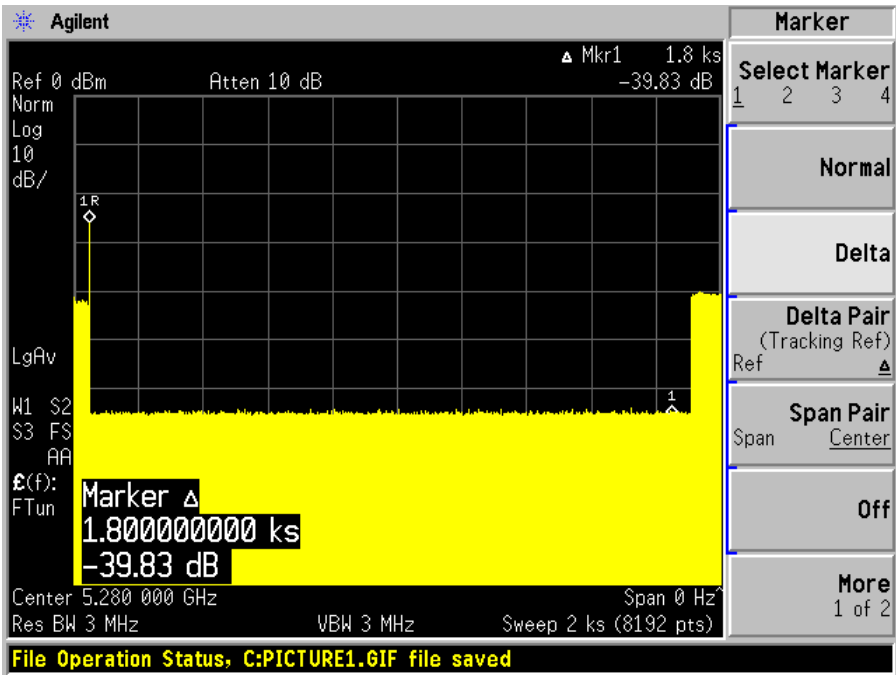 Agilent
Marker
Δ Mkr1 1.8 ks
Ref 0 dBm Atten 10 dB -39.83 dB
Norm
Log
10
dB/
1R
LgAv
1
W1 S2
S3 FS
AA
£(f):
FTun
Marker Δ
1.800000000 ks
-39.83 dB
Center 5.280 000 GHz Span 0 Hz^
Res BW 3 MHz VBW 3 MHz Sweep 2 ks (8192 pts)
File Operation Status, C:PICTURE1.GIF file saved
Select Marker
1 2 3 4
Normal
Delta
Delta Pair
(Tracking Ref)
Ref Δ
Span Pair
Span Center
Off
More
1 of 2